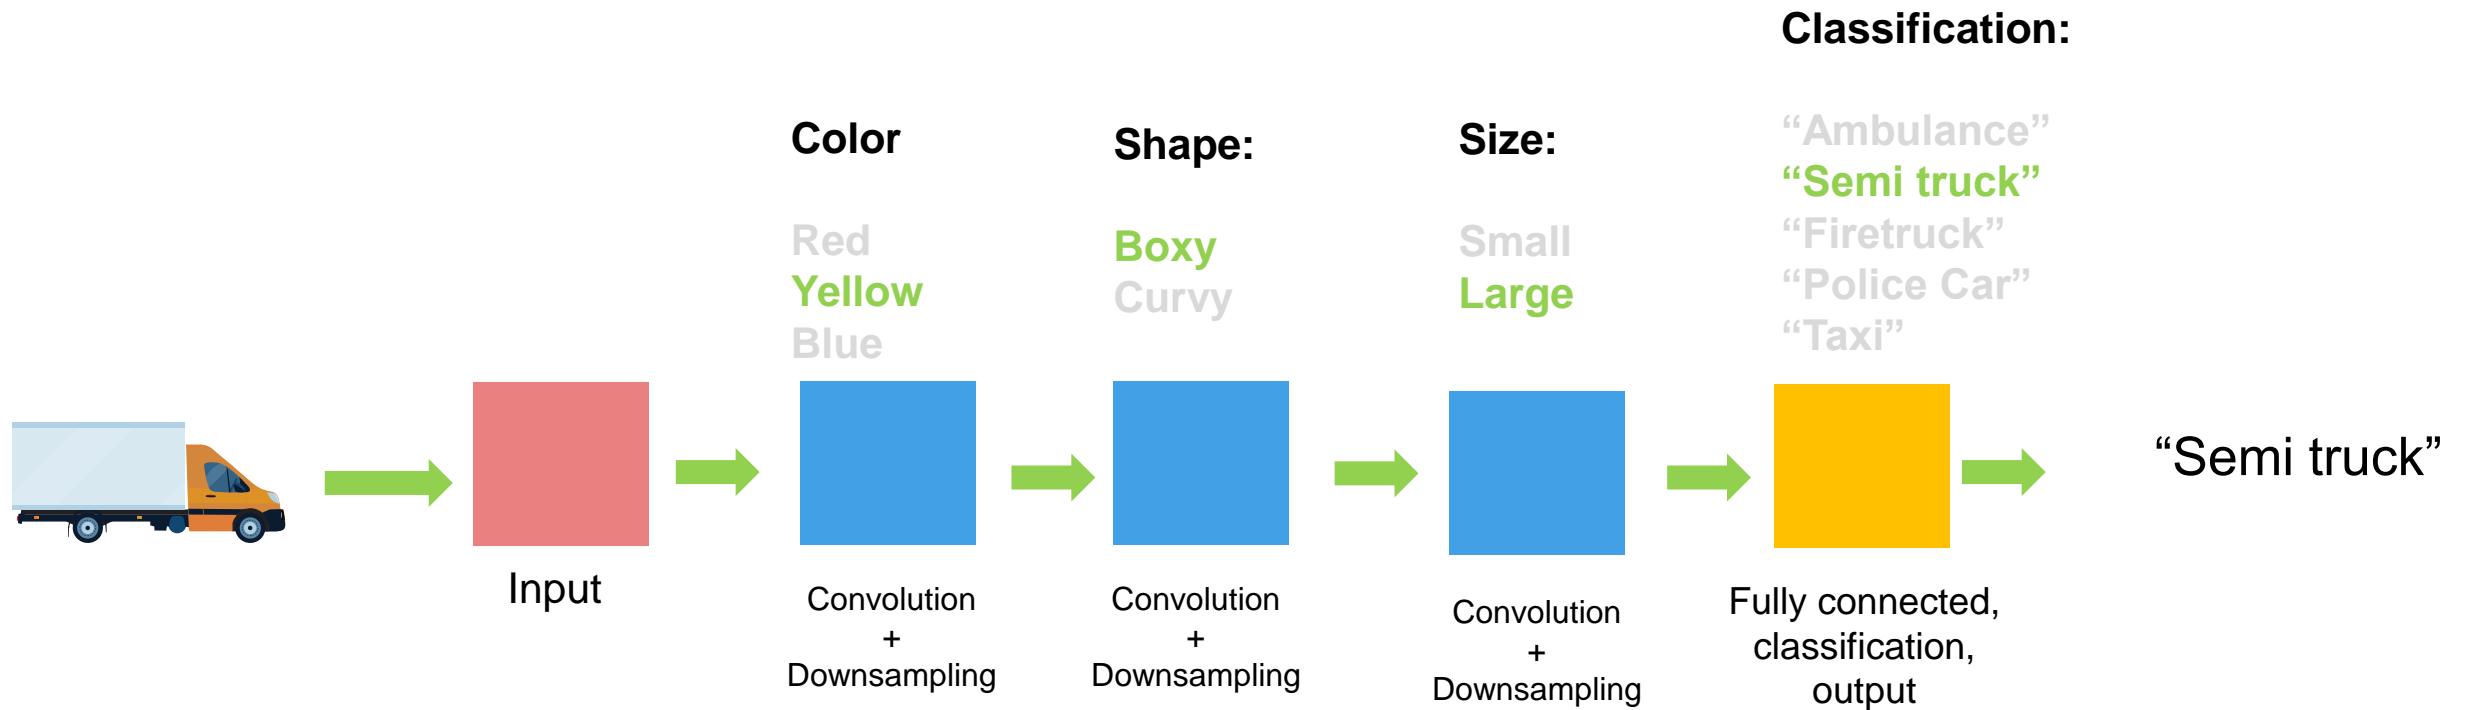 Classification:
Color
Shape:
Size:
“Ambulance”
“Semi truck”
“Firetruck”
“Police Car”
“Taxi”
Red
Yellow
Blue
Boxy
Curvy
Small
Large
“Semi truck”
Input
Convolution
+
Downsampling
Convolution
+
Downsampling
Convolution
+
Downsampling
Fully connected,
classification,
output